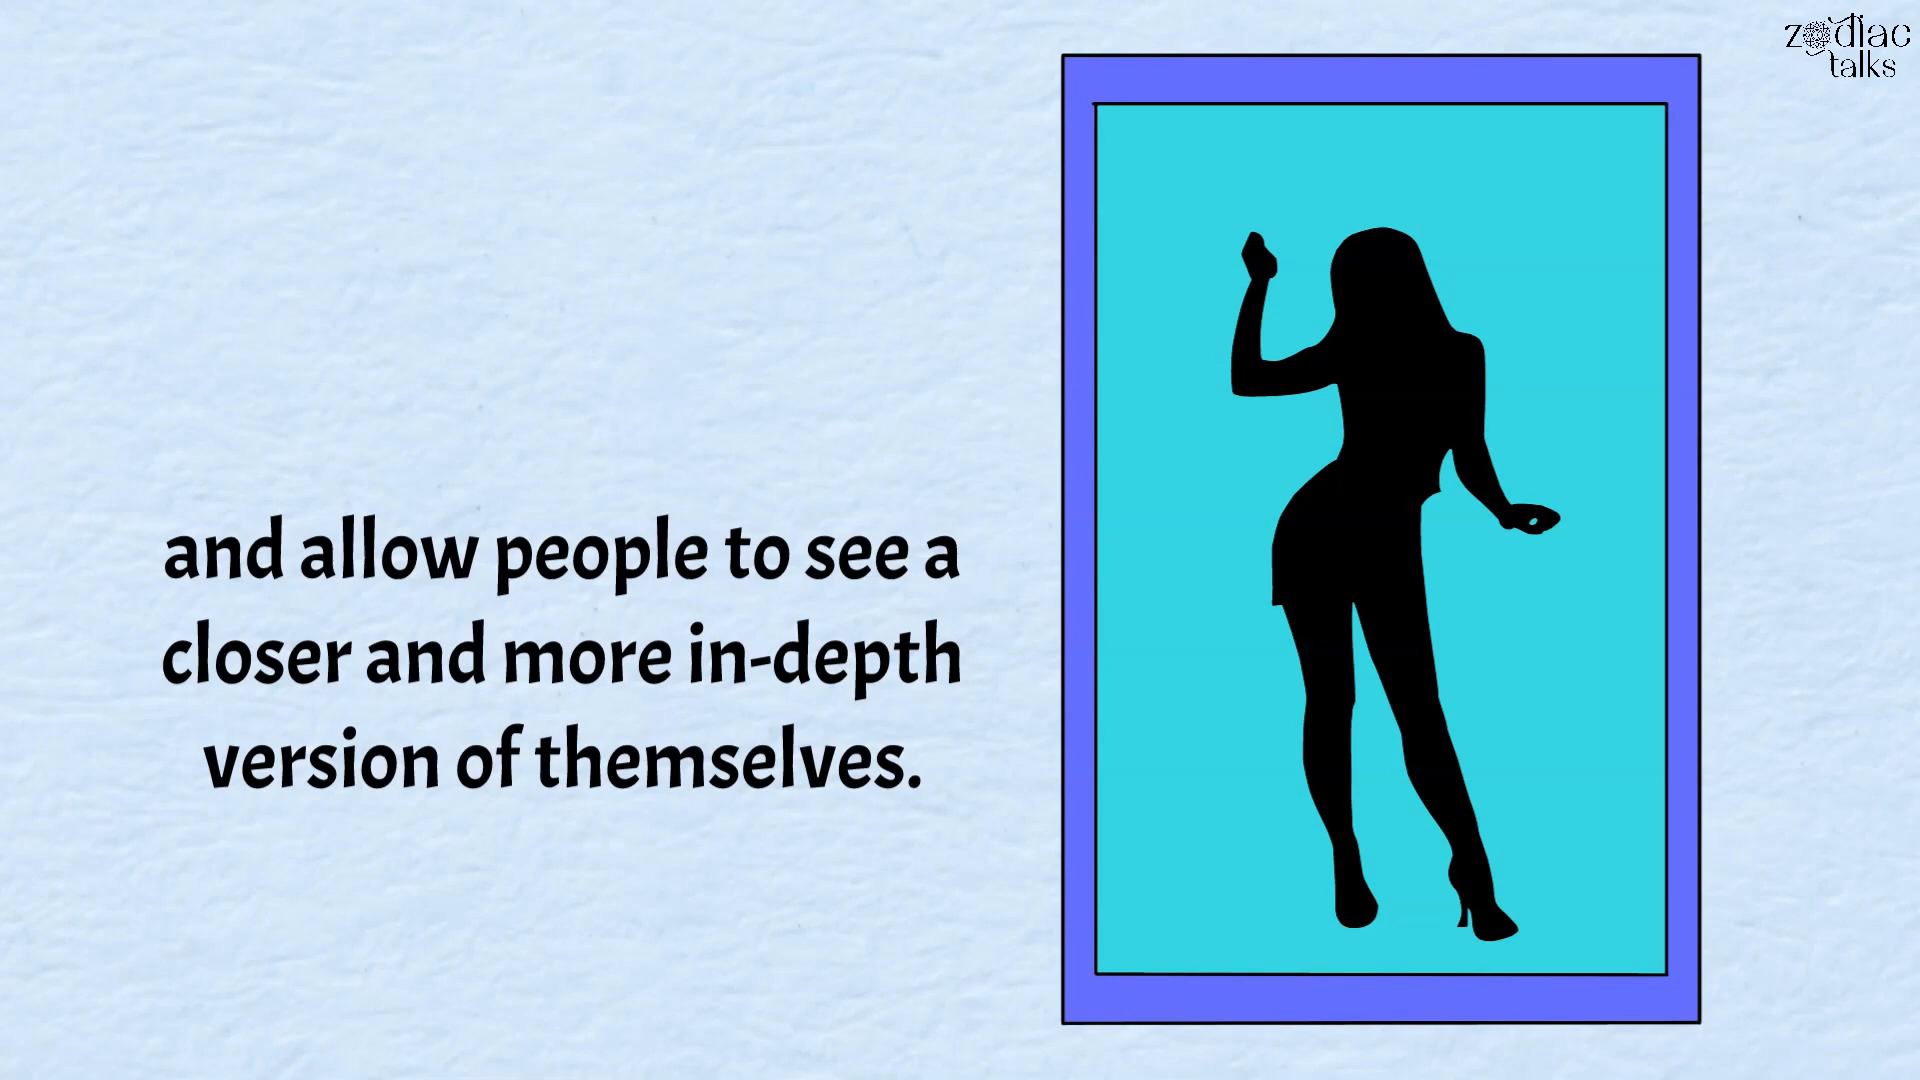 zodiac
talks
and allow people to see a
closer and more in-depth
version of themselves.